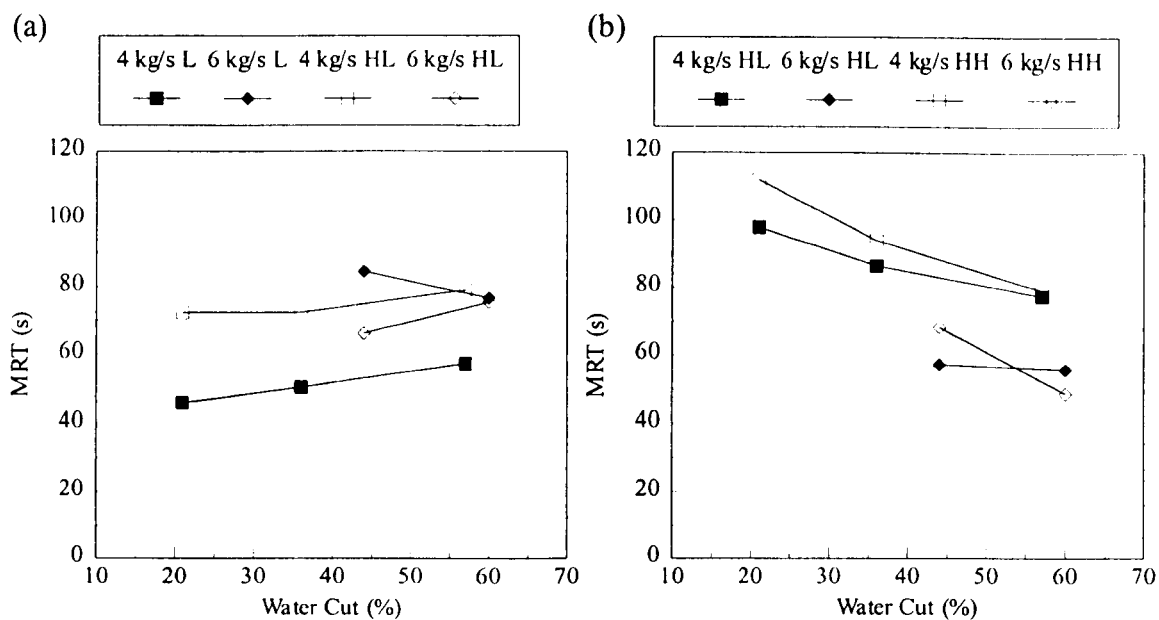 (a)
4 kg/s L 6 kg/s L 4 kg/s HL 6 kg/s HL
120
100
80
60
40
20
0
MRT (s)
10 20 30 40 50 60 70
Water Cut (%)
(b)
4 kg/s HL 6 kg/s HL 4 kg/s HH 6 kg/s HH
120
100
80
60
40
20
0
MRT (s)
10 20 30 40 50 60 70
Water Cut (%)